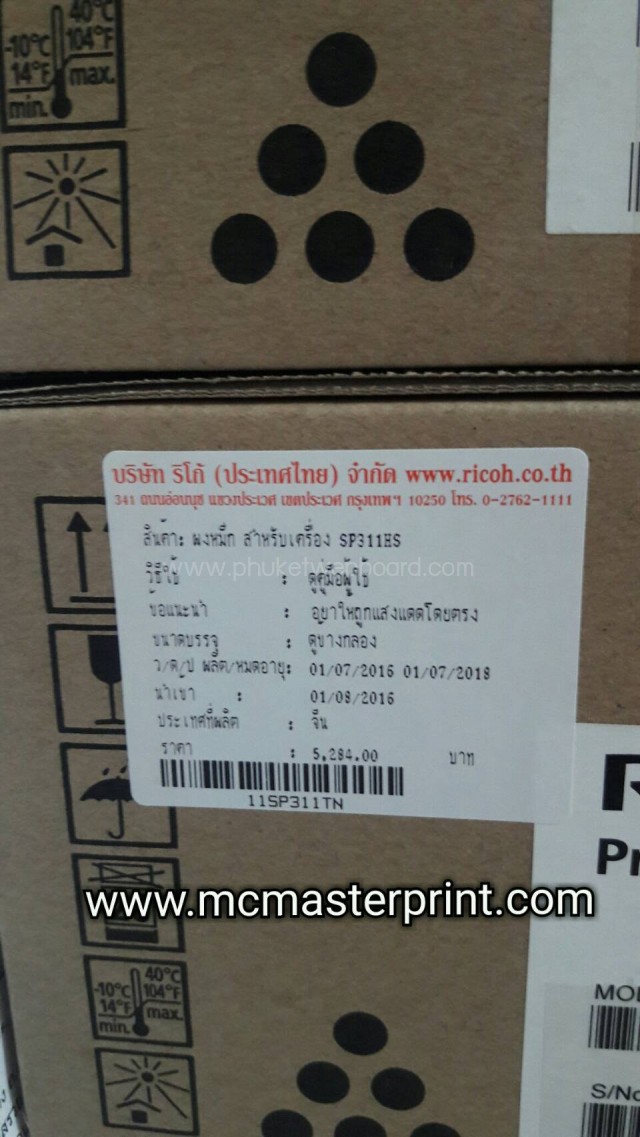 -10°C 40°C
14°F 104°F
min. max.
บริษัท ริโก้ (ประเทศไทย) จำกัด www.ricoh.co.th
341 ถนนอ่อนนุช แขวงประเวศ เขตประเวศ กรุงเทพฯ 10250 โทร. 0-2762-1111
สินค้า: ผงหมึก สำหรับเครื่อง SP311HS
วิธีใช้ : ดูคู่มือผู้ใช้
www.phuketwerboard.com
ข้อแนะนำ : อย่าให้ถูกแสงแดดโดยตรง
ขนาดบรรจุ : ดูข้างกล่อง
ว/ด/ป ผลิต/หมดอายุ: 01/07/2016 01/07/2018
นำเข้า : 01/08/2016
ประเทศที่ผลิต : จีน
ราคา : 5,284.00 บาท
11SP311TN
Pr
www.mcmasterprint.com
-10°C 40°C
14°F 104°F
min. max.
MO
S/No